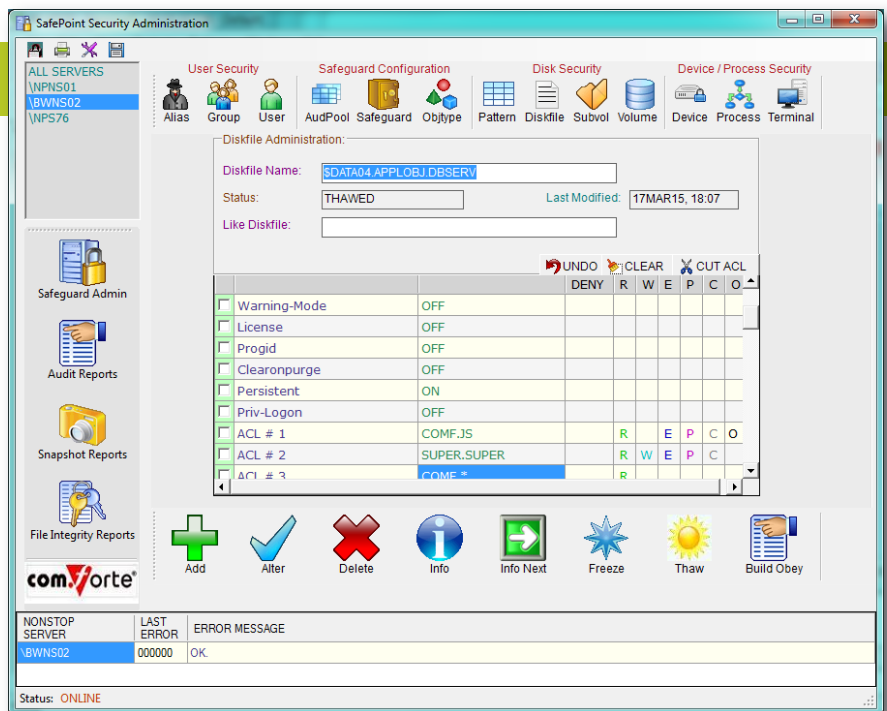 SafePoint Security Administration
ALL SERVERS
\NPNS01
\BWNS02
\NPS76
User Security
Safeguard Configuration
Disk Security
Device / Process Security
Alias Group User AudPool Safeguard Objtype Pattern Diskfile Subvol Volume Device Process Terminal
Diskfile Administration:
Diskfile Name: $DATA04.APPLOBJ.DBSERV
Status: THAWED Last Modified: 17MAR15, 18:07
Like Diskfile:
UNDO CLEAR CUT ACL
DENY R W E P C O
Warning-Mode OFF
License OFF
Progid OFF
Clearonpurge OFF
Persistent ON
Priv-Logon OFF
ACL # 1 COMF.JS R E P C O
ACL # 2 SUPER.SUPER R W E P C
ACL # 3 COMF.* R
Safeguard Admin
Audit Reports
Snapshot Reports
File Integrity Reports
com.forte®
Add Alter Delete Info Info Next Freeze Thaw Build Obey
NONSTOP SERVER LAST ERROR ERROR MESSAGE
\BWNS02 000000 OK.
Status: ONLINE